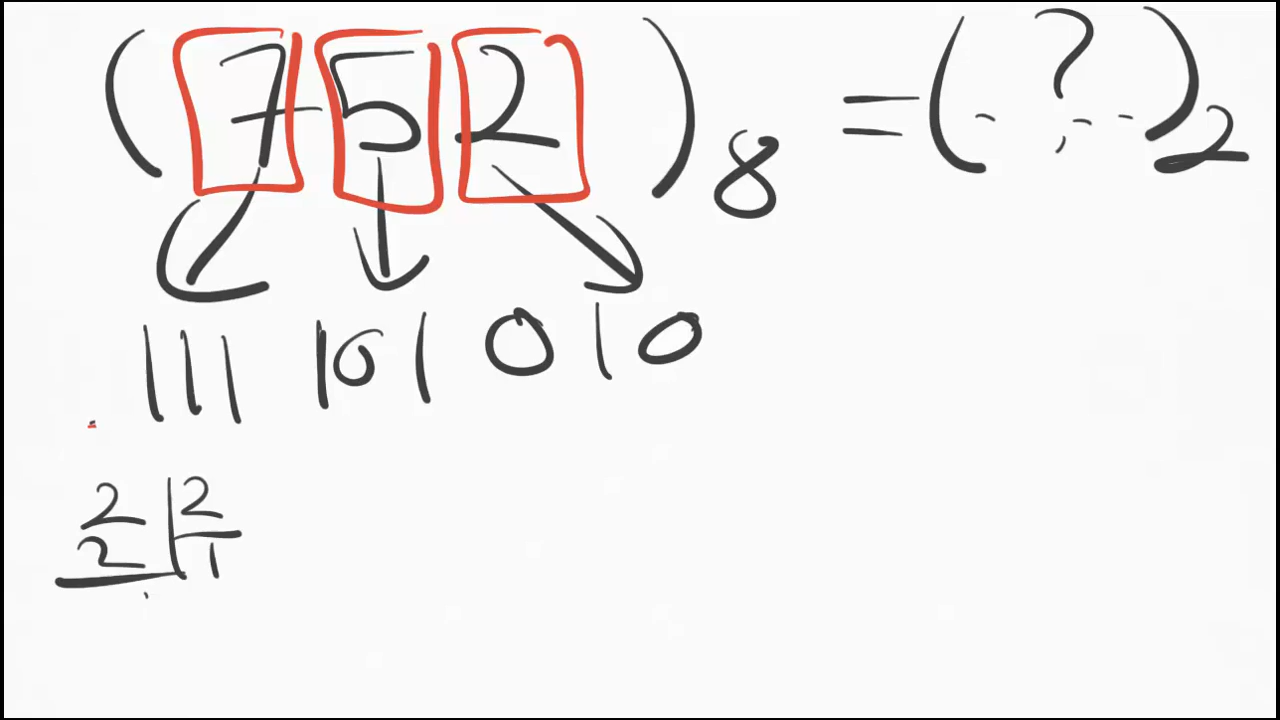 (752)8 = (?)2
111 101 010
2 | 2
2 | 1